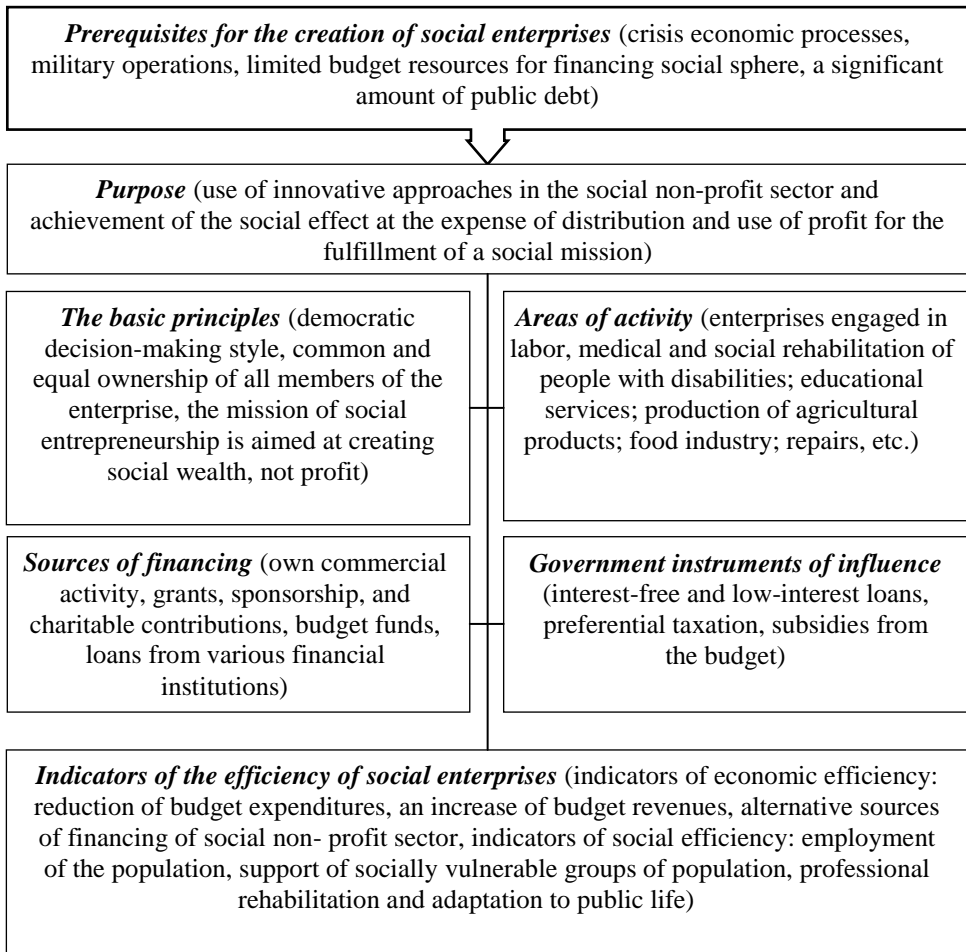 Prerequisites for the creation of social enterprises (crisis economic processes,
military operations, limited budget resources for financing social sphere, a significant
amount of public debt)
Purpose (use of innovative approaches in the social non-profit sector and
achievement of the social effect at the expense of distribution and use of profit for the
fulfillment of a social mission)
The basic principles (democratic
decision-making style, common and
equal ownership of all members of the
enterprise, the mission of social
entrepreneurship is aimed at creating
social wealth, not profit)
Areas of activity (enterprises engaged in
labor, medical and social rehabilitation of
people with disabilities; educational
services; production of agricultural
products; food industry; repairs, etc.)
Sources of financing (own commercial
activity, grants, sponsorship, and
charitable contributions, budget funds,
loans from various financial
institutions)
Government instruments of influence
(interest-free and low-interest loans,
preferential taxation, subsidies from
the budget)
Indicators of the efficiency of social enterprises (indicators of economic efficiency:
reduction of budget expenditures, an increase of budget revenues, alternative sources
of financing of social non- profit sector, indicators of social efficiency: employment
of the population, support of socially vulnerable groups of population, professional
rehabilitation and adaptation to public life)